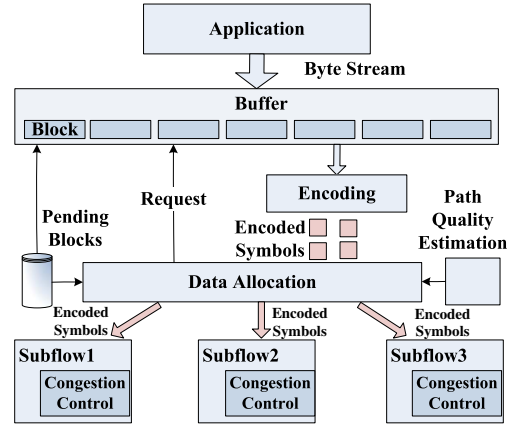 Application
Byte Stream
Buffer
Block
Request
Encoding
Pending
Blocks
Encoded
Symbols
Path
Quality
Estimation
Data Allocation
Encoded
Symbols
Encoded
Symbols
Encoded
Symbols
Subflow1
Congestion
Control
Subflow2
Congestion
Control
Subflow3
Congestion
Control